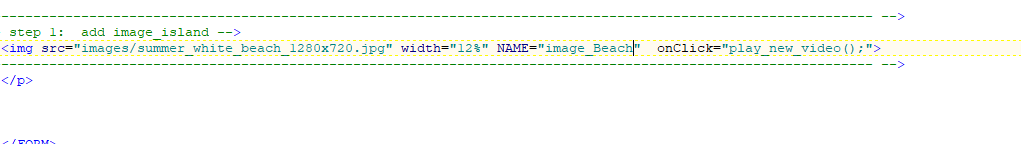 ------------------------------------------------------------------------------------------------------------- -->
step 1:  add image_island -->
<img src="images/summer_white_beach_1280x720.jpg" width="12%" NAME="image_Beach"  onClick="play_new_video();">
------------------------------------------------------------------------------------------------------------- -->
</p>
</FORM>